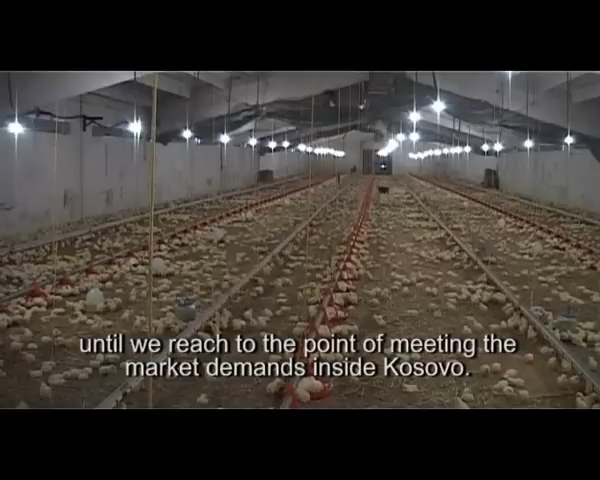 until we reach to the point of meeting the
market demands inside Kosovo.